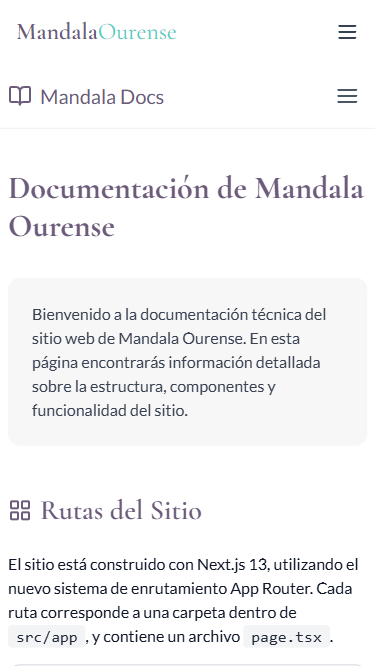 MandalaOurense
Mandala Docs
Documentación de Mandala
Ourense
Bienvenido a la documentación técnica del
sitio web de Mandala Ourense. En esta
página encontrarás información detallada
sobre la estructura, componentes y
funcionalidad del sitio.
Rutas del Sitio
El sitio está construido con Next.js 13, utilizando el
nuevo sistema de enrutamiento App Router. Cada
ruta corresponde a una carpeta dentro de
src/app , y contiene un archivo page.tsx .